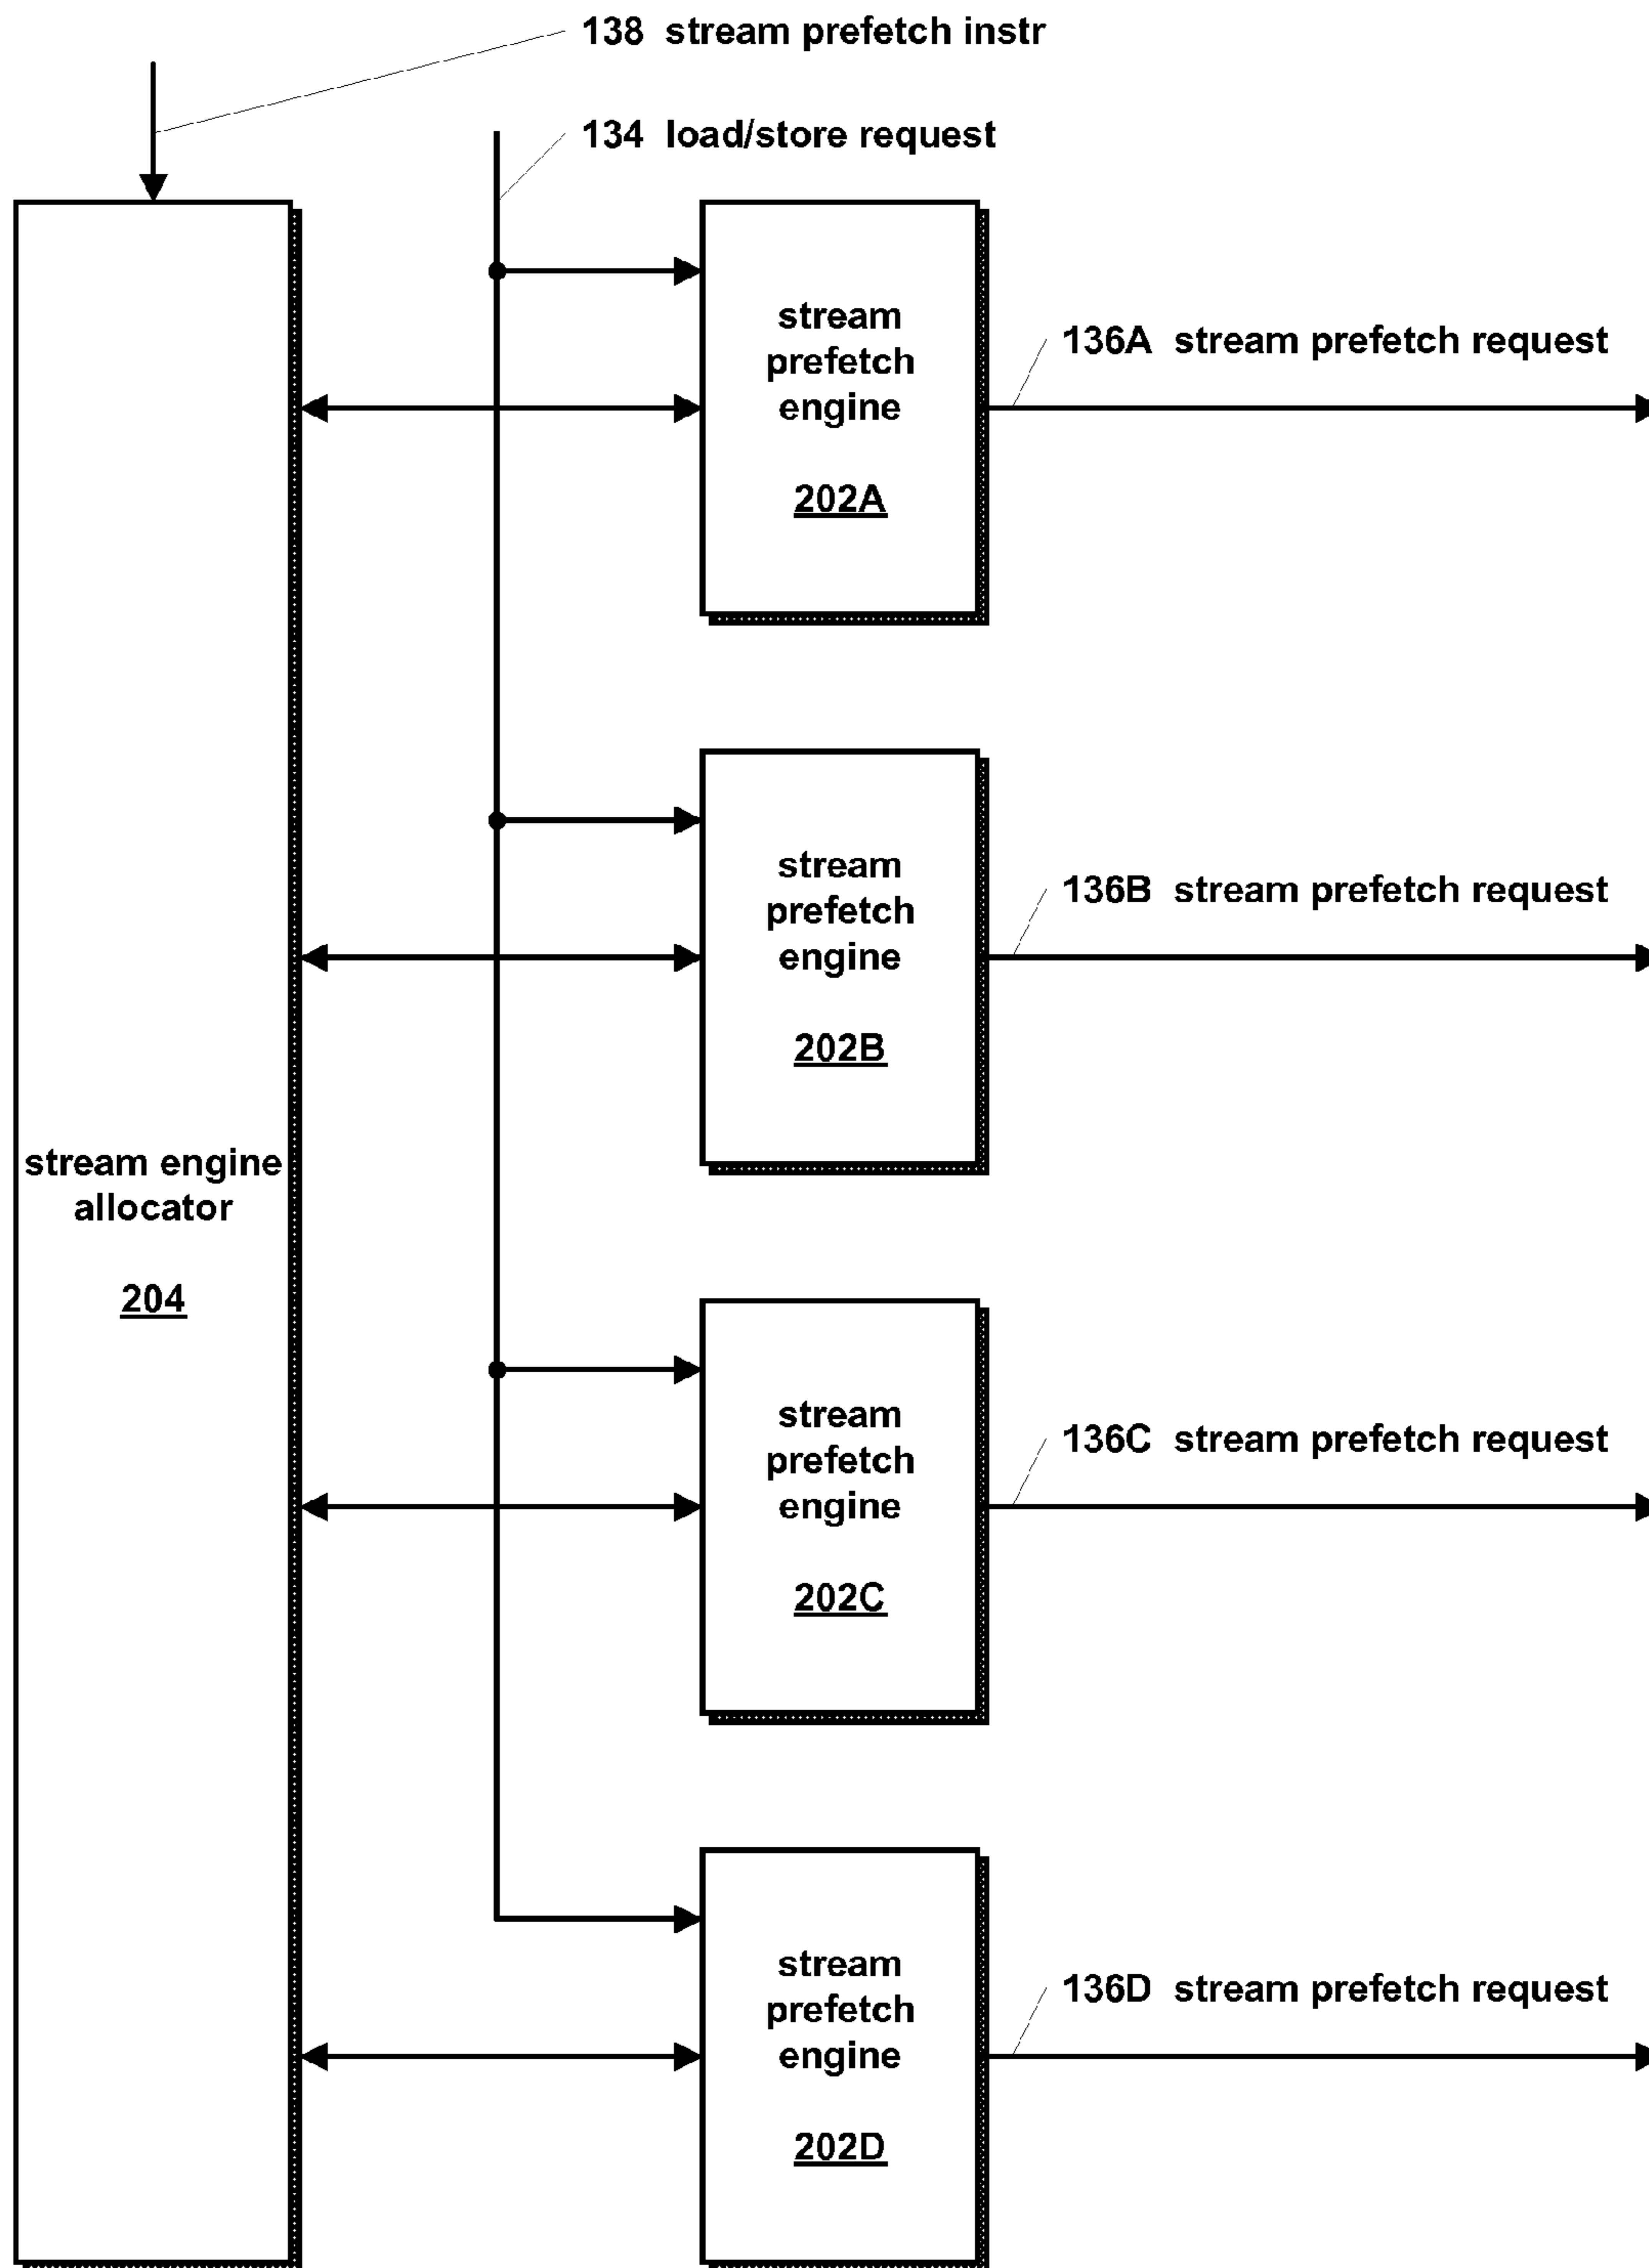 138 stream prefetch instr
134 load/store request
stream
prefetch
engine
202A
136A stream prefetch request
stream
prefetch
engine
202B
136B stream prefetch request
stream engine
allocator
204
stream
prefetch
engine
202C
136C stream prefetch request
stream
prefetch
engine
202D
136D stream prefetch request